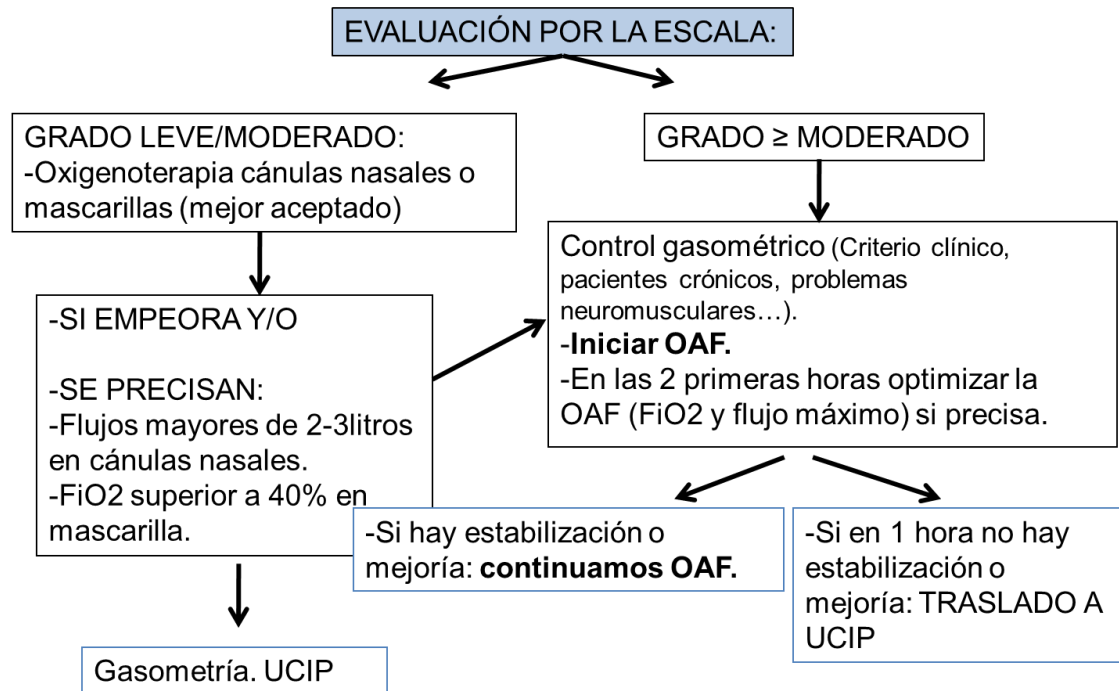 EVALUACIÓN POR LA ESCALA:
GRADO LEVE/MODERADO:
-Oxigenoterapia cánulas nasales o
mascarillas (mejor aceptado)
GRADO ≥ MODERADO
-SI EMPEORA Y/O
-SE PRECISAN:
-Flujos mayores de 2-3litros
en cánulas nasales.
-FiO2 superior a 40% en
mascarilla.
Control gasométrico (Criterio clínico,
pacientes crónicos, problemas
neuromusculares…).
-Iniciar OAF.
-En las 2 primeras horas optimizar la
OAF (FiO2 y flujo máximo) si precisa.
-Si hay estabilización o
mejoría: continuamos OAF.
-Si en 1 hora no hay
estabilización o
mejoría: TRASLADO A
UCIP
Gasometría. UCIP